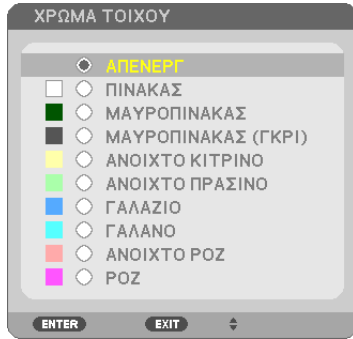 ΧΡΩΜΑ ΤΟΙΧΟΥ
ΑΠΕΝΕΡΓ
ΠΙΝΑΚΑΣ
ΜΑΥΡΟΠΙΝΑΚΑΣ
ΜΑΥΡΟΠΙΝΑΚΑΣ (ΓΚΡΙ)
ΑΝΟΙΧΤΟ ΚΙΤΡΙΝΟ
ΑΝΟΙΧΤΟ ΠΡΑΣΙΝΟ
ΓΑΛΑΖΙΟ
ΓΑΛΑΝΟ
ΑΝΟΙΧΤΟ ΡΟΖ
ΡΟΖ
ENTER EXIT